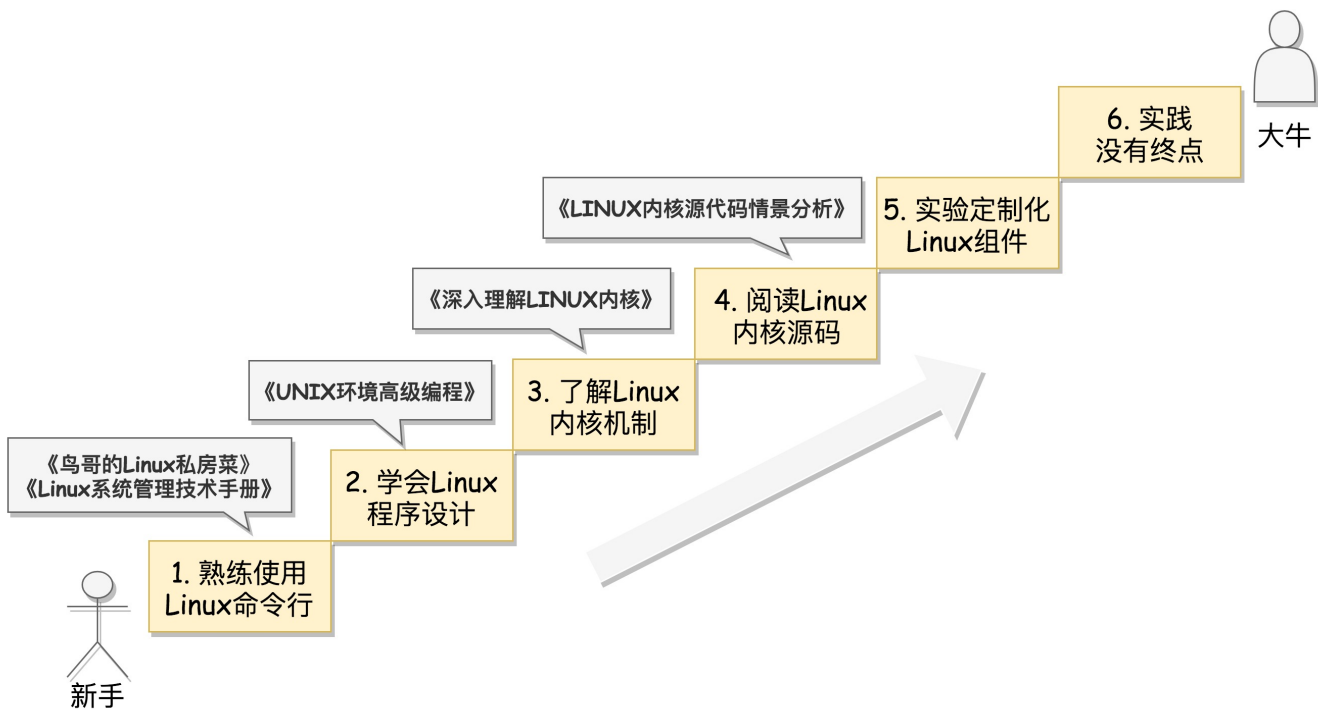 大牛
6. 实践
没有终点
《LINUX内核源代码情景分析》
5. 实验定制化
Linux组件
《深入理解LINUX内核》
4. 阅读Linux
内核源码
《UNIX环境高级编程》
3. 了解Linux
内核机制
《鸟哥的Linux私房菜》
《Linux系统管理技术手册》
2. 学会Linux
程序设计
1. 熟练使用
Linux命令行
新手